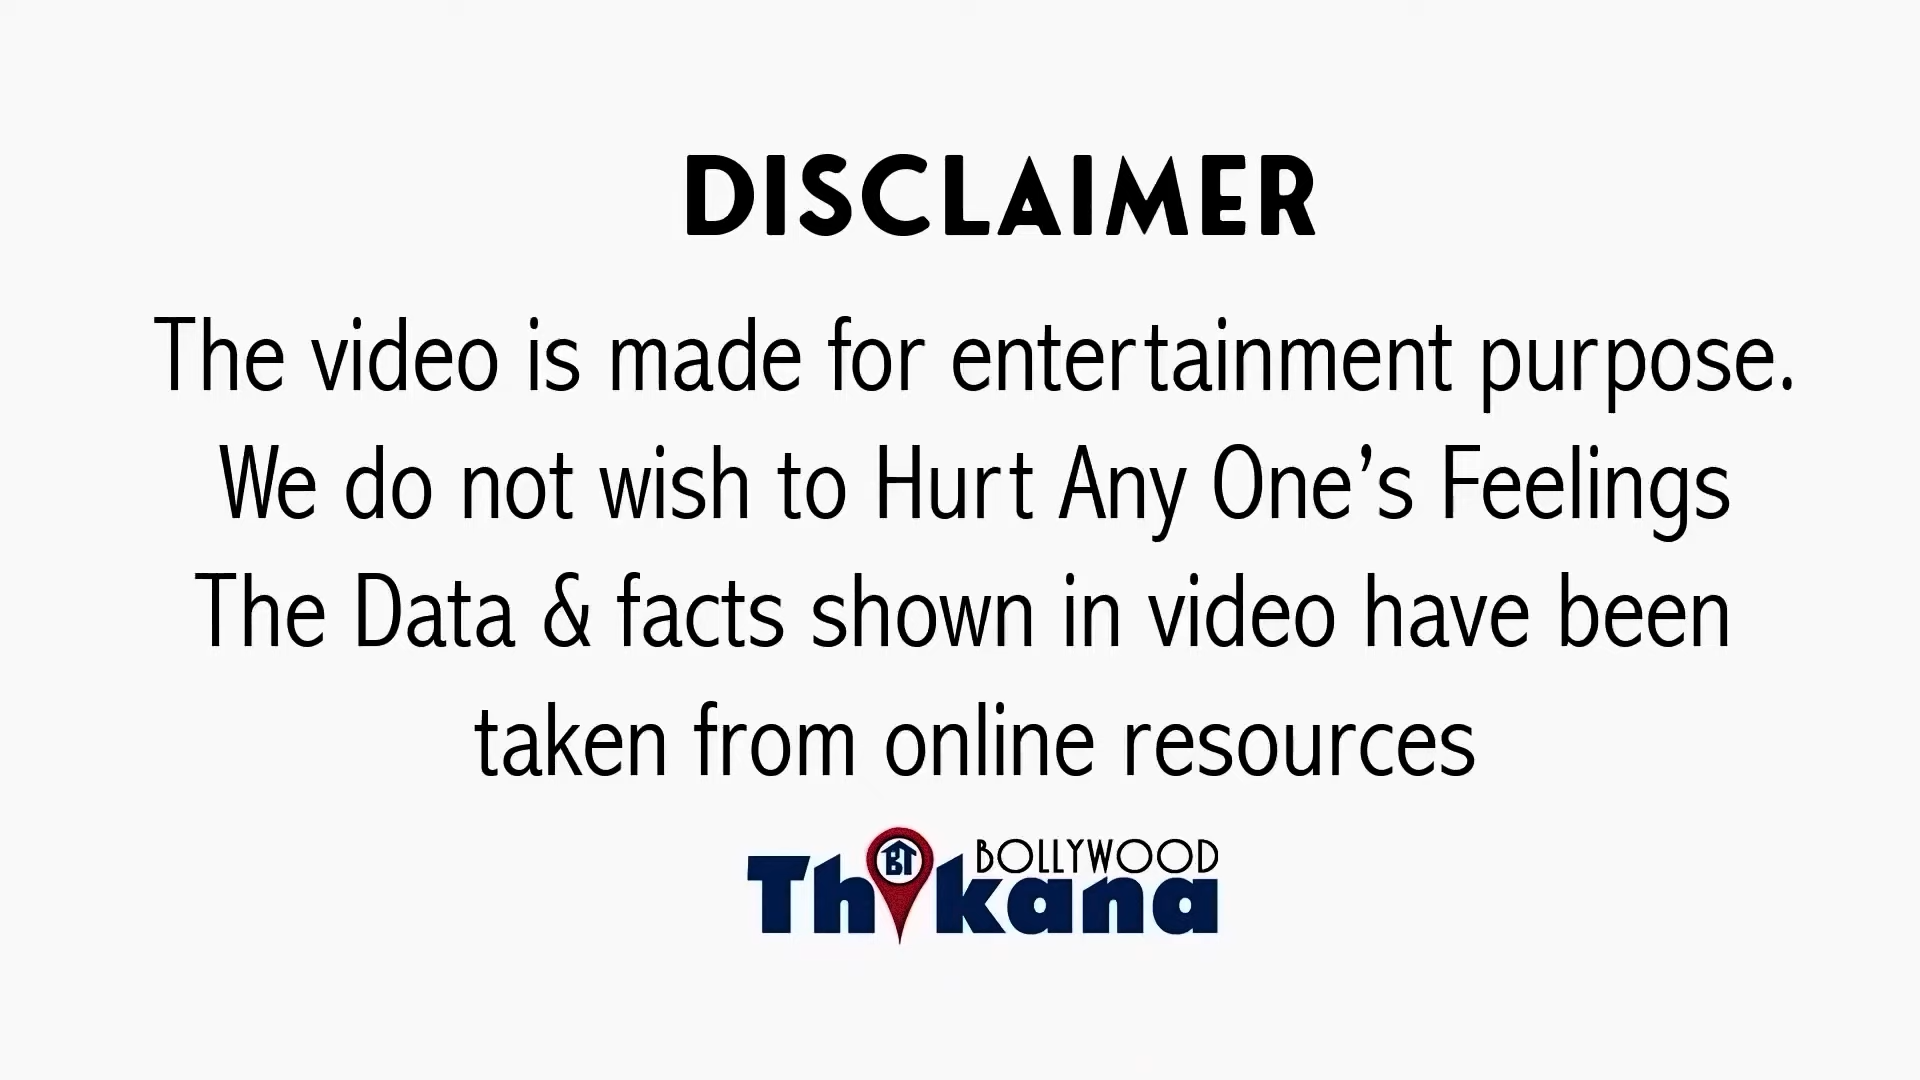 DISCLAIMER
The video is made for entertainment purpose.
We do not wish to Hurt Any One’s Feelings
The Data & facts shown in video have been
taken from online resources
BT BOLLYWOOD
Thikana